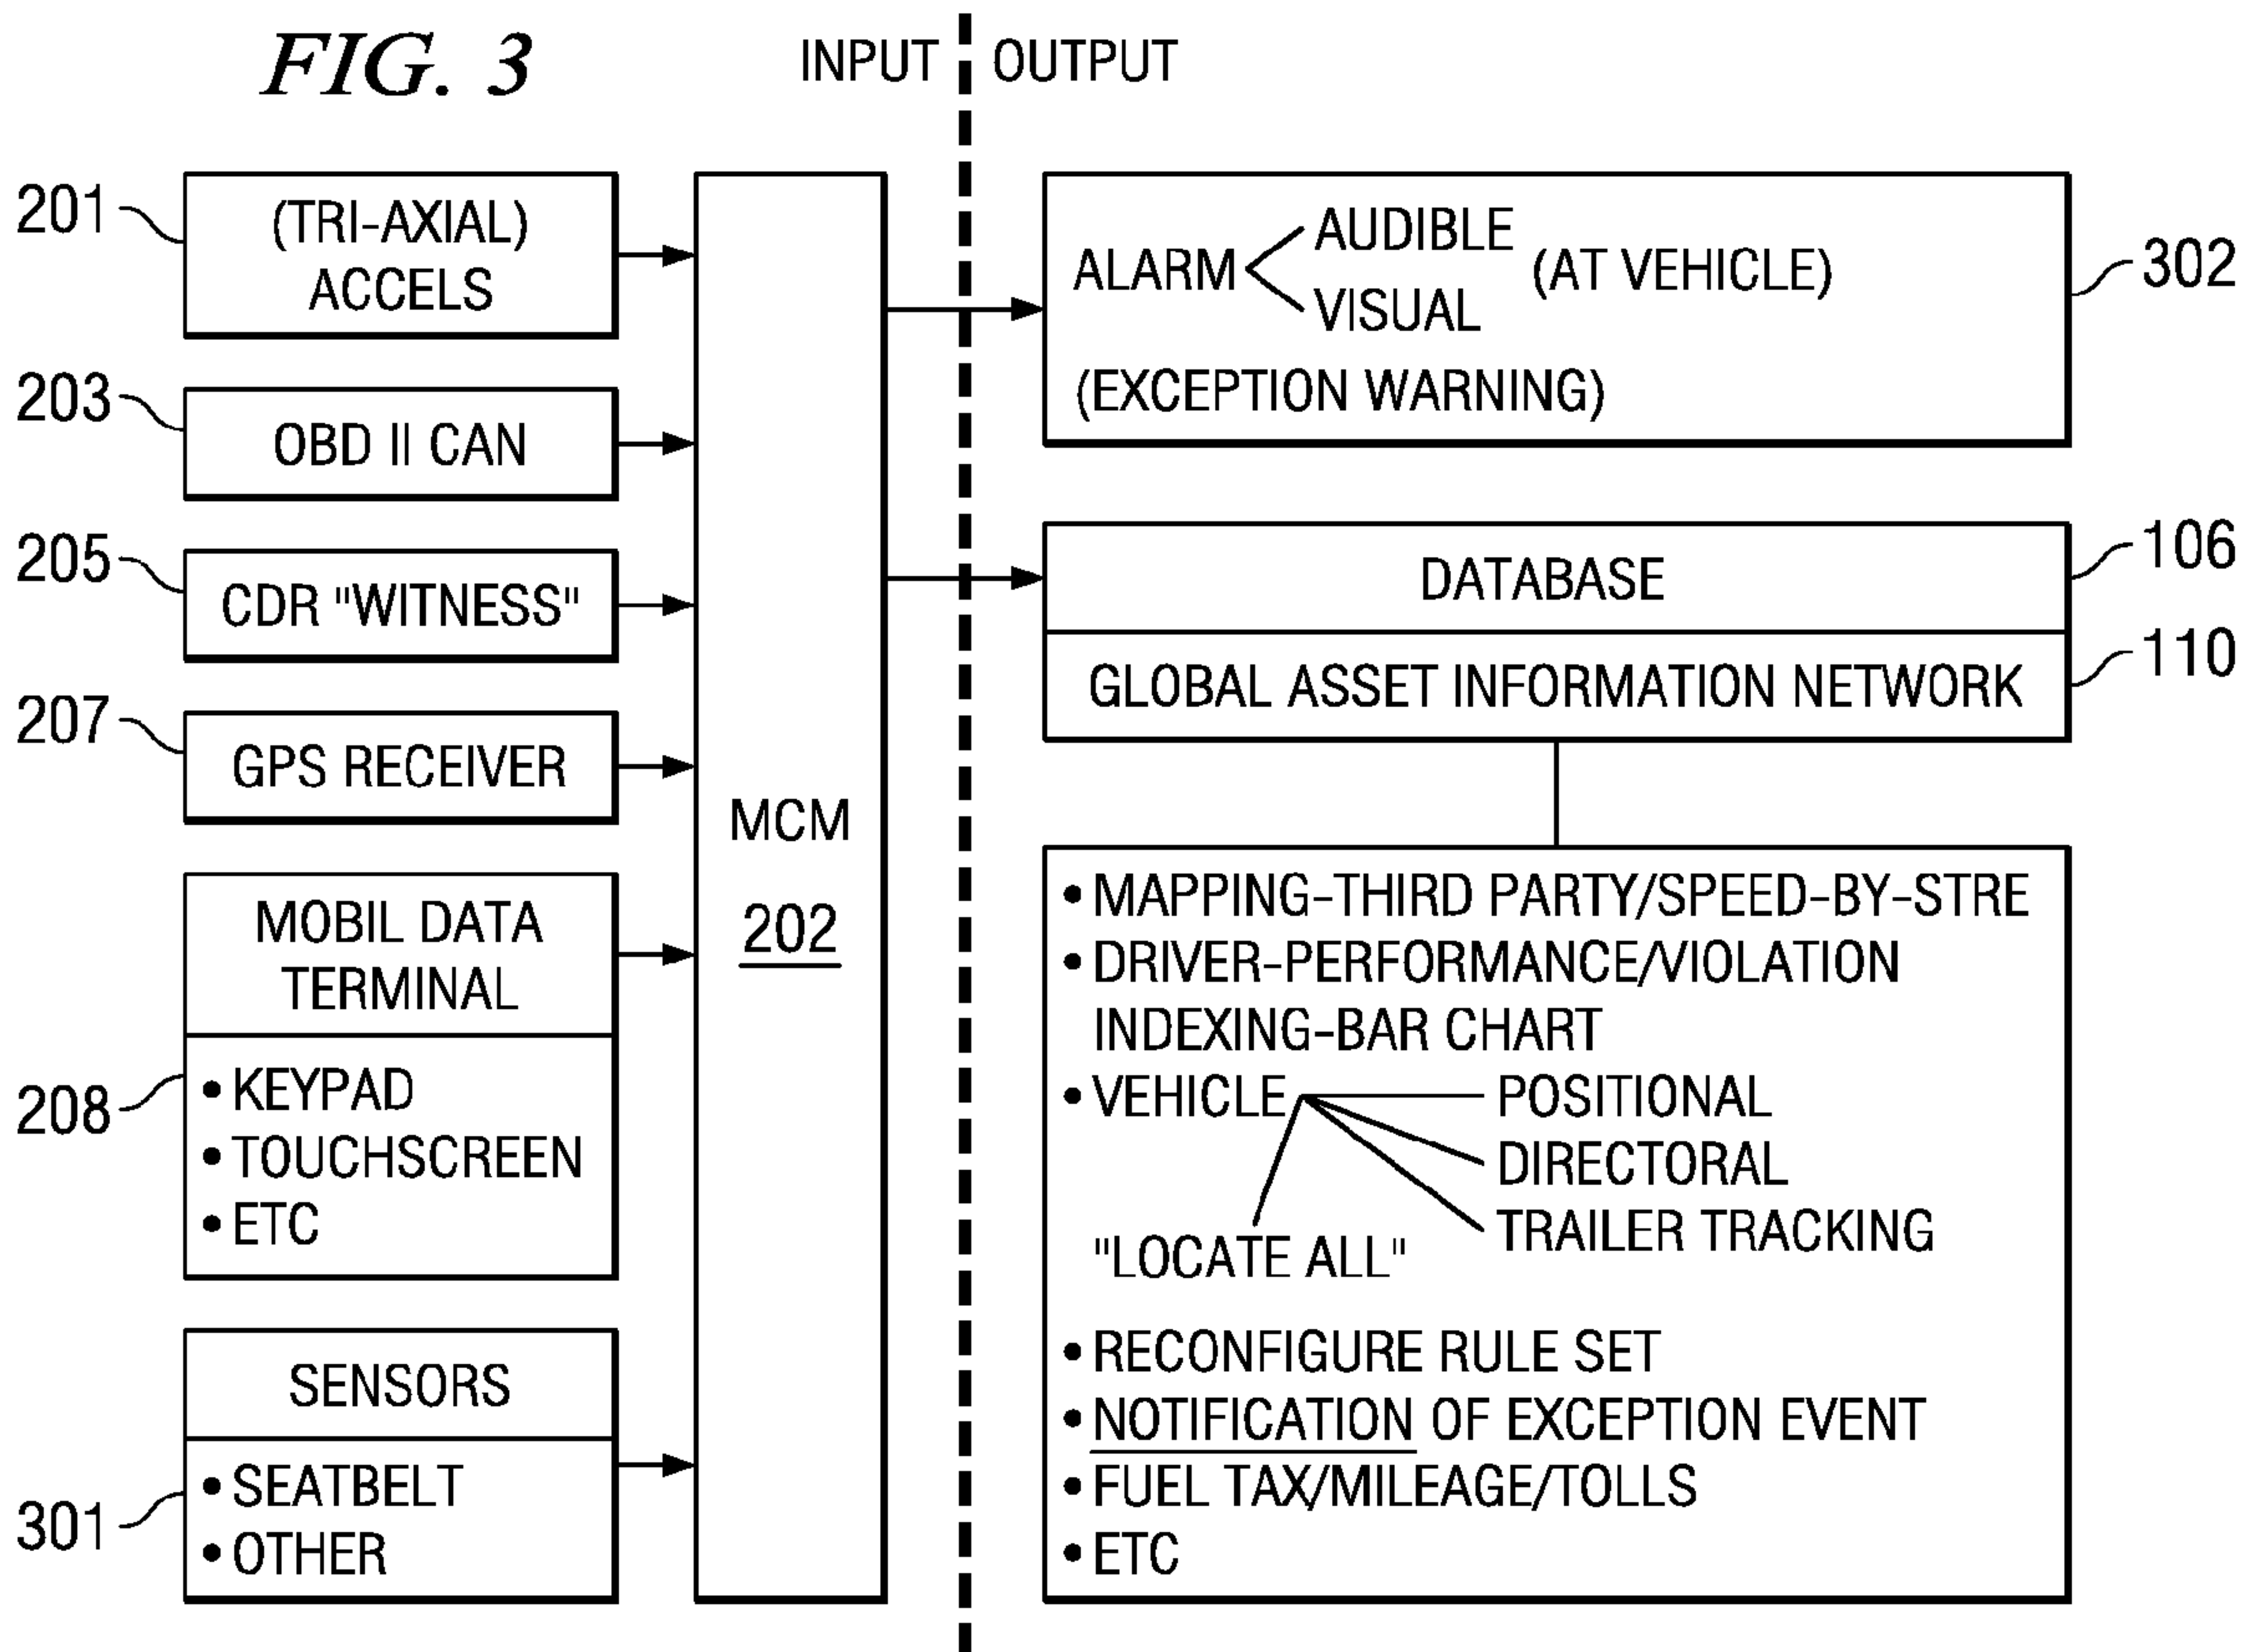 FIG. 3
INPUT
OUTPUT
201
(TRI-AXIAL)
ACCELS
203
OBD II CAN
205
CDR "WITNESS"
207
GPS RECEIVER
208
MOBIL DATA
TERMINAL
• KEYPAD
• TOUCHSCREEN
• ETC
301
SENSORS
• SEATBELT
• OTHER
MCM
202
ALARM
AUDIBLE
VISUAL
(AT VEHICLE)
(EXCEPTION WARNING)
302
DATABASE
106
GLOBAL ASSET INFORMATION NETWORK
110
• MAPPING-THIRD PARTY/SPEED-BY-STRE
• DRIVER-PERFORMANCE/VIOLATION
INDEXING-BAR CHART
• VEHICLE
POSITIONAL
DIRECTORAL
TRAILER TRACKING
"LOCATE ALL"
• RECONFIGURE RULE SET
• NOTIFICATION OF EXCEPTION EVENT
• FUEL TAX/MILEAGE/TOLLS
• ETC